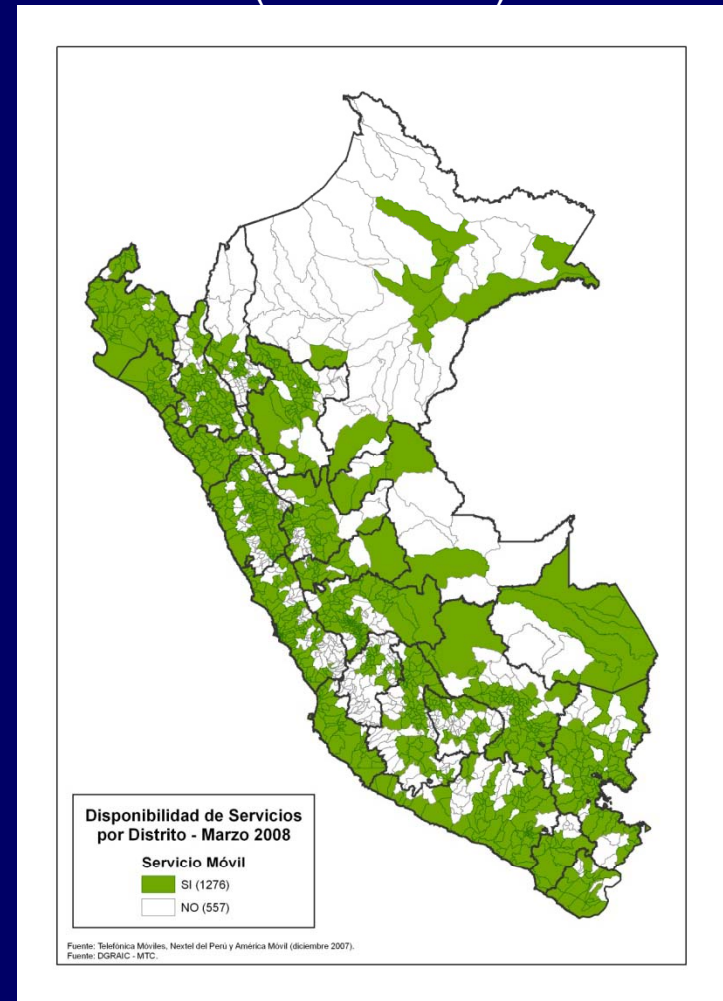 Disponibilidad de Servicios
por Distrito - Marzo 2008
Servicio Móvil
SI (1276)
NO (557)
Fuente: Telefónica Móviles, Nextel del Perú y América Móvil (diciembre 2007).
Fuente: DGRAIC - MTC.